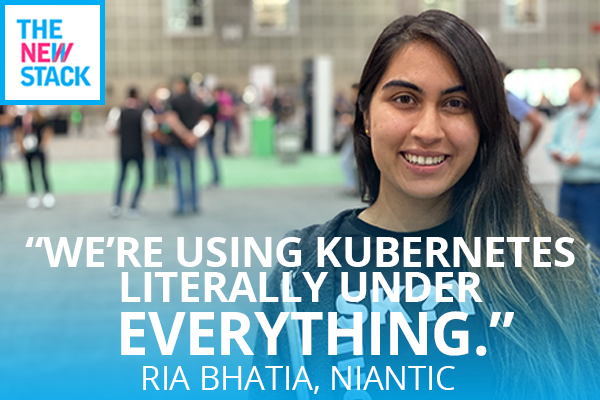 THE
NEW
STACK
“WE’RE USING KUBERNETES
LITERALLY UNDER
EVERYTHING.”
RIA BHATIA, NIANTIC